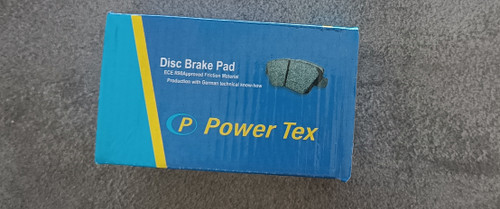 Disc Brake Pad
ECE R90Approved Friction Material
Production with German technical know-how
P Power Tex